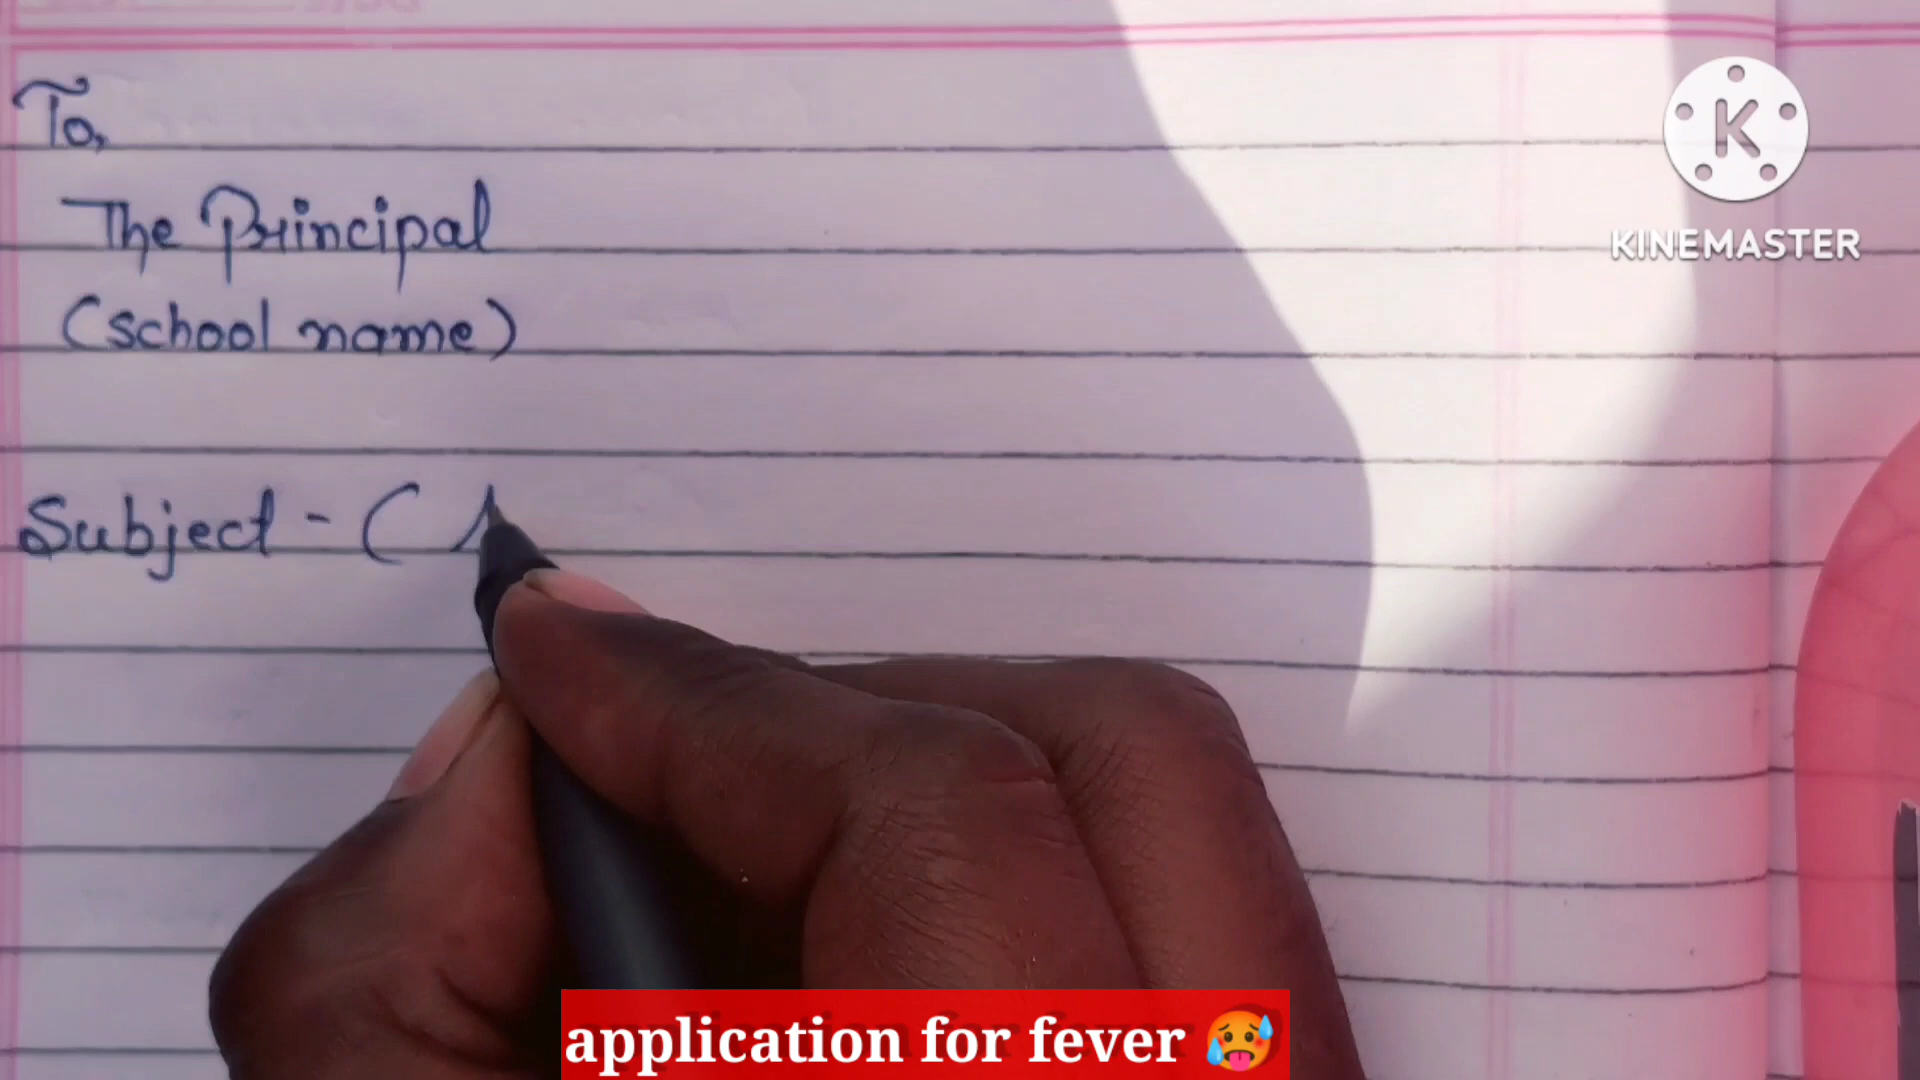 To,
The Principal
(school name)
Subject - (
K
KINEMASTER
application for fever 🥵